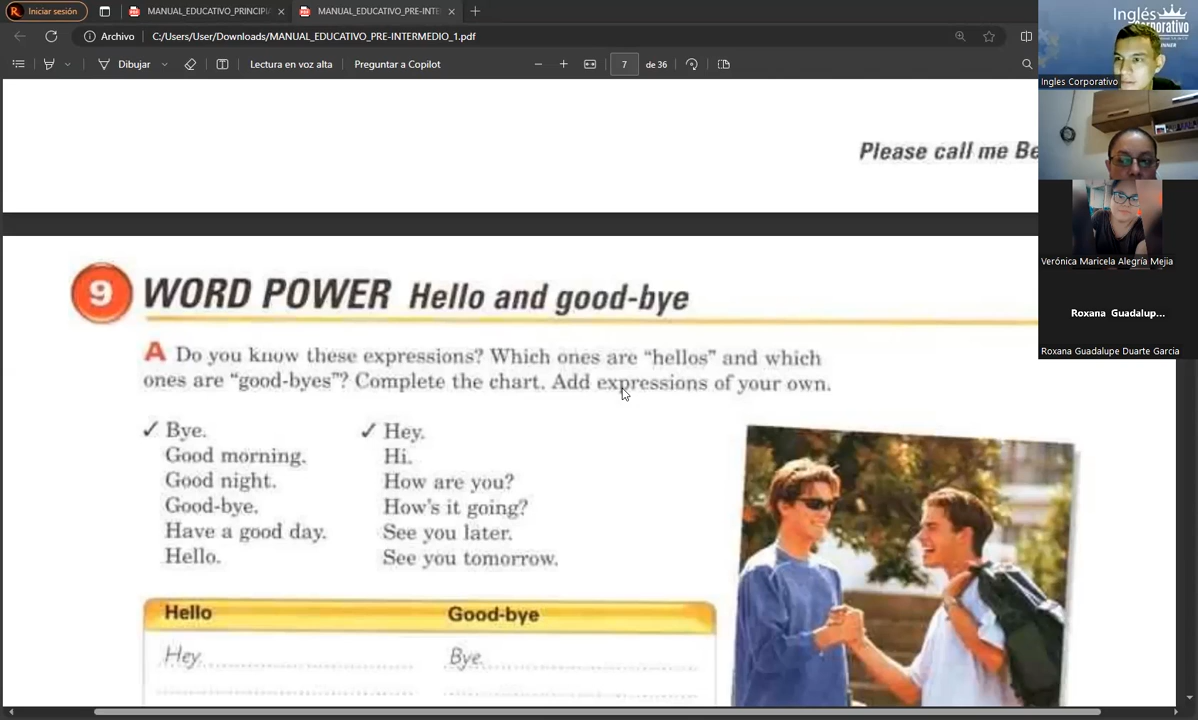 Iniciar sesión
MANUAL_EDUCATIVO_PRINCIPI
MANUAL_EDUCATIVO_PRE-INTE
Archivo
C:/Users/User/Downloads/MANUAL_EDUCATIVO_PRE-INTERMEDIO_1.pdf
Dibujar
Lectura en voz alta
Preguntar a Copilot
7
de 36
Inglés
Corporativo
Ingles Corporativo
Verónica Maricela Alegría Mejia
Roxana Guadalup...
Roxana Guadalupe Duarte Garcia
Please call me Be
9 WORD POWER Hello and good-bye
A Do you know these expressions? Which ones are “hellos” and which
ones are “good-byes”? Complete the chart. Add expressions of your own.
✓ Bye.
Good morning.
Good night.
Good-bye.
Have a good day.
Hello.
✓ Hey.
Hi.
How are you?
How's it going?
See you later.
See you tomorrow.
Hello
Good-bye
Hey.
Bye.